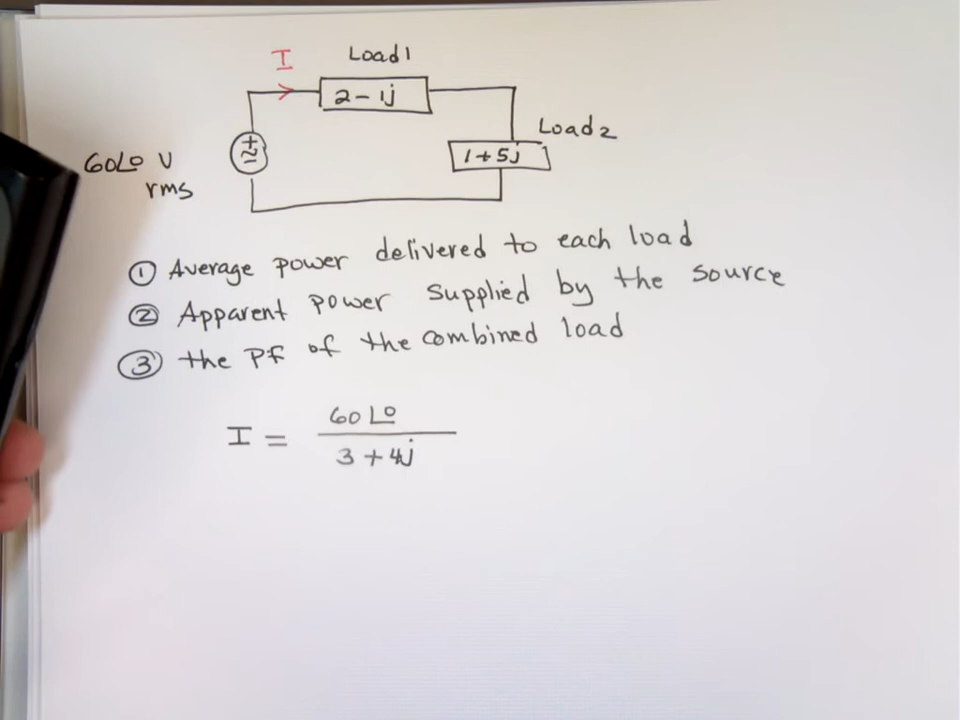 I
Load1
2-1j
Load2
1+5j
60∠0 V
rms
+
① Average power delivered to each load
② Apparent power supplied by the source
③ the PF of the combined load
I = 60∠0
3+4j